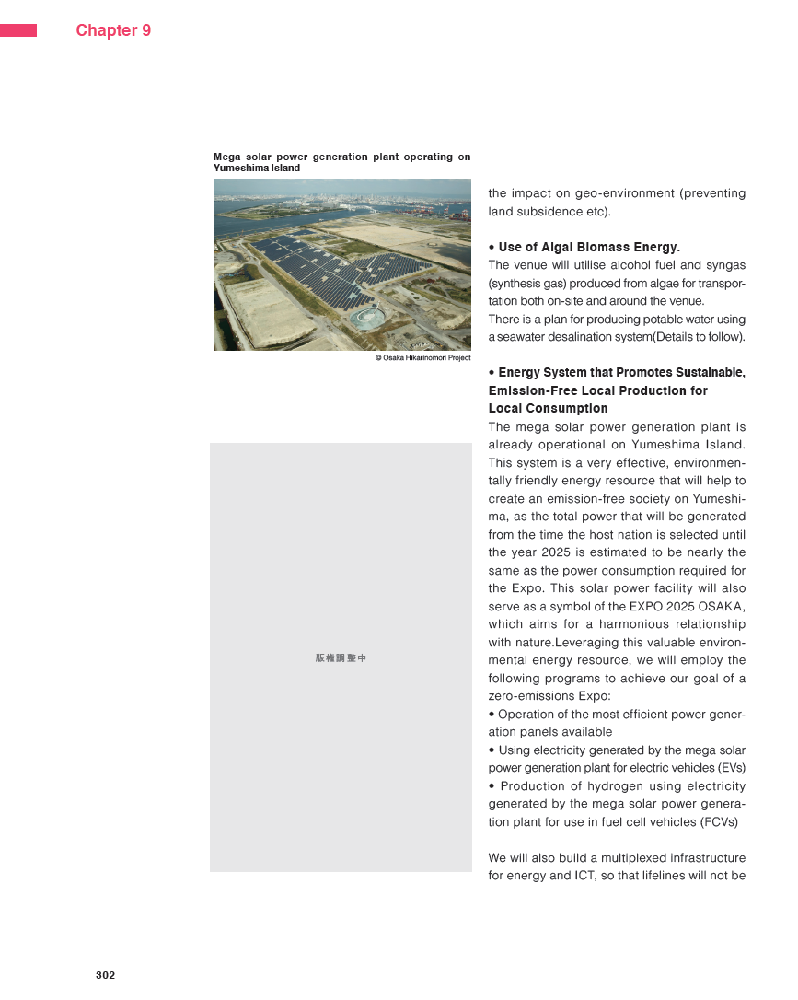 Chapter 9
Mega solar power generation plant operating on
Yumeshima Island
© Osaka Hikarinomori Project
版権調整中
the impact on geo-environment (preventing
land subsidence etc).
• Use of Algal Biomass Energy.
The venue will utilise alcohol fuel and syngas
(synthesis gas) produced from algae for transpor-
tation both on-site and around the venue.
There is a plan for producing potable water using
a seawater desalination system(Details to follow).
• Energy System that Promotes Sustainable,
Emission-Free Local Production for
Local Consumption
The mega solar power generation plant is
already operational on Yumeshima Island.
This system is a very effective, environmen-
tally friendly energy resource that will help to
create an emission-free society on Yumeshi-
ma, as the total power that will be generated
from the time the host nation is selected until
the year 2025 is estimated to be nearly the
same as the power consumption required for
the Expo. This solar power facility will also
serve as a symbol of the EXPO 2025 OSAKA,
which aims for a harmonious relationship
with nature.Leveraging this valuable environ-
mental energy resource, we will employ the
following programs to achieve our goal of a
zero-emissions Expo:
• Operation of the most efficient power gener-
ation panels available
• Using electricity generated by the mega solar
power generation plant for electric vehicles (EVs)
• Production of hydrogen using electricity
generated by the mega solar power genera-
tion plant for use in fuel cell vehicles (FCVs)
We will also build a multiplexed infrastructure
for energy and ICT, so that lifelines will not be
302